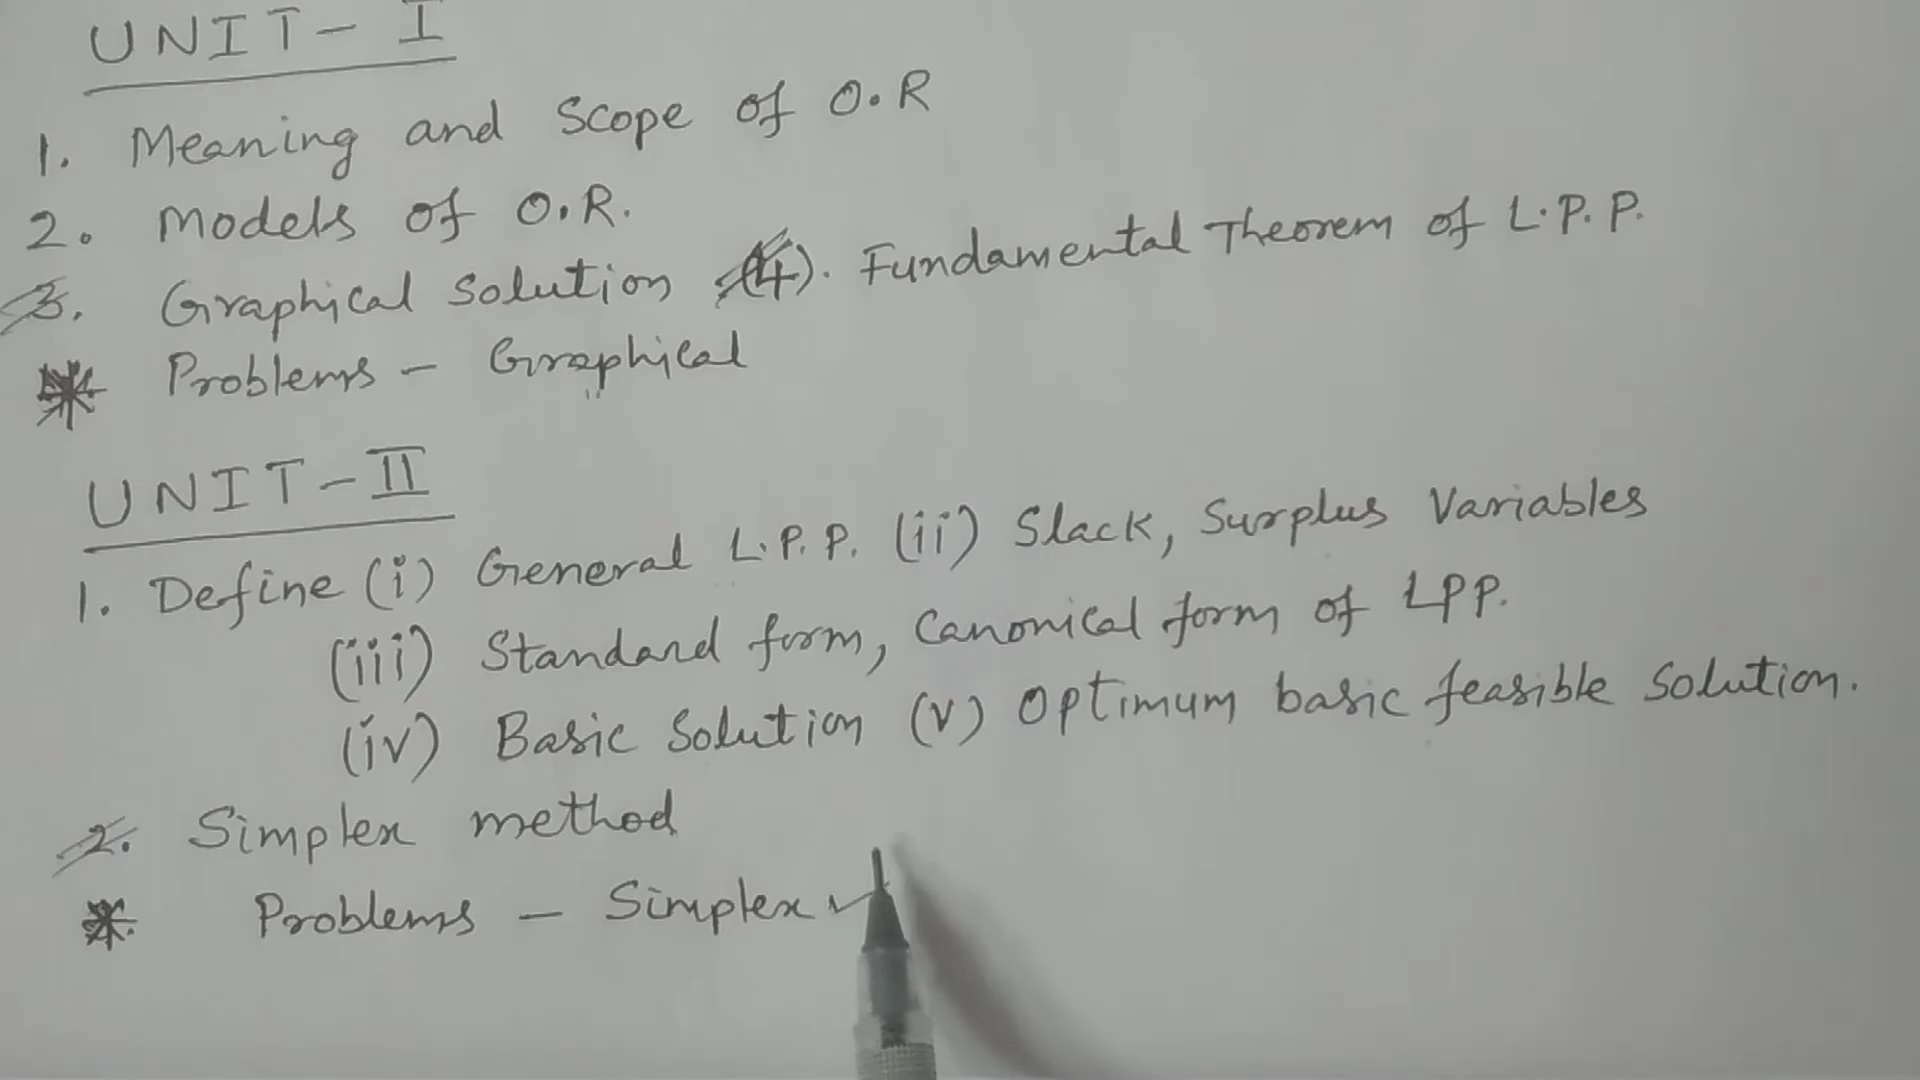 UNIT - I
1. Meaning and Scope of O.R
2. Models of O.R.
3. Graphical Solution (4). Fundamental Theorem of L.P.P.
* Problems - Graphical
UNIT - II
1. Define (i) General L.P.P. (ii) Slack, Surplus Variables
(iii) Standard form, Canonical form of LPP.
(iv) Basic Solution (v) Optimum basic feasible Solution.
2. Simplex method
* Problems - Simplex ✓